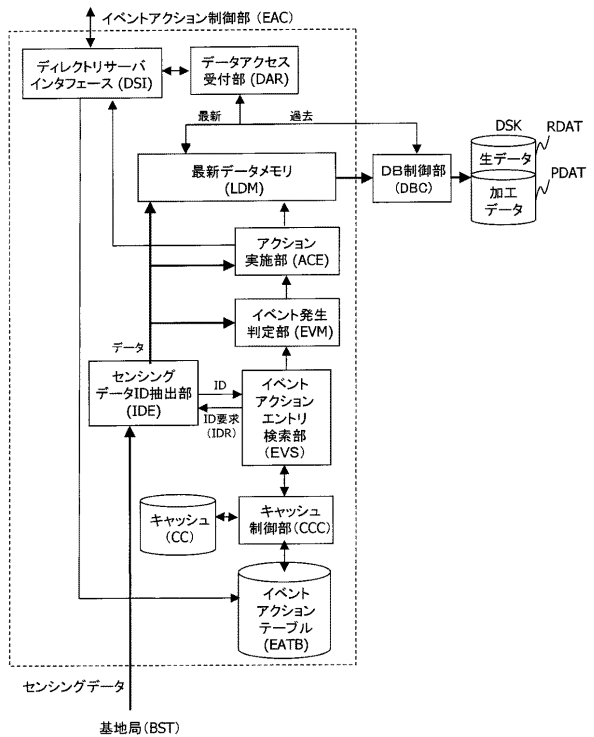 イベントアクション制御部 (EAC)
ディレクトリサーバ
インタフェース (DSI)
データアクセス
受付部 (DAR)
最新
過去
最新データメモリ
(LDM)
DB制御部
(DBC)
DSK
RDAT
生データ
PDAT
加工
データ
アクション
実施部 (ACE)
イベント発生
判定部 (EVM)
データ
センシング
データID抽出部
(IDE)
ID
ID要求
(IDR)
イベント
アクション
エントリ
検索部
(EVS)
キャッシュ
(CC)
キャッシュ
制御部(CCC)
イベント
アクション
テーブル
(EATB)
センシングデータ
基地局(BST)